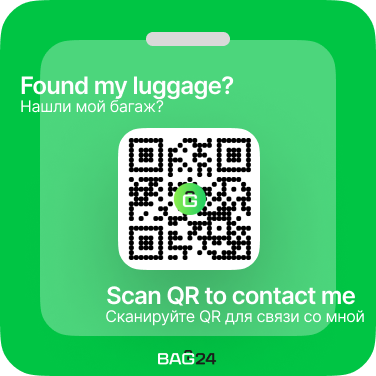 Found my luggage?
Нашли мой багаж?
G
Scan QR to contact me
Сканируйте QR для связи со мной
BAG24